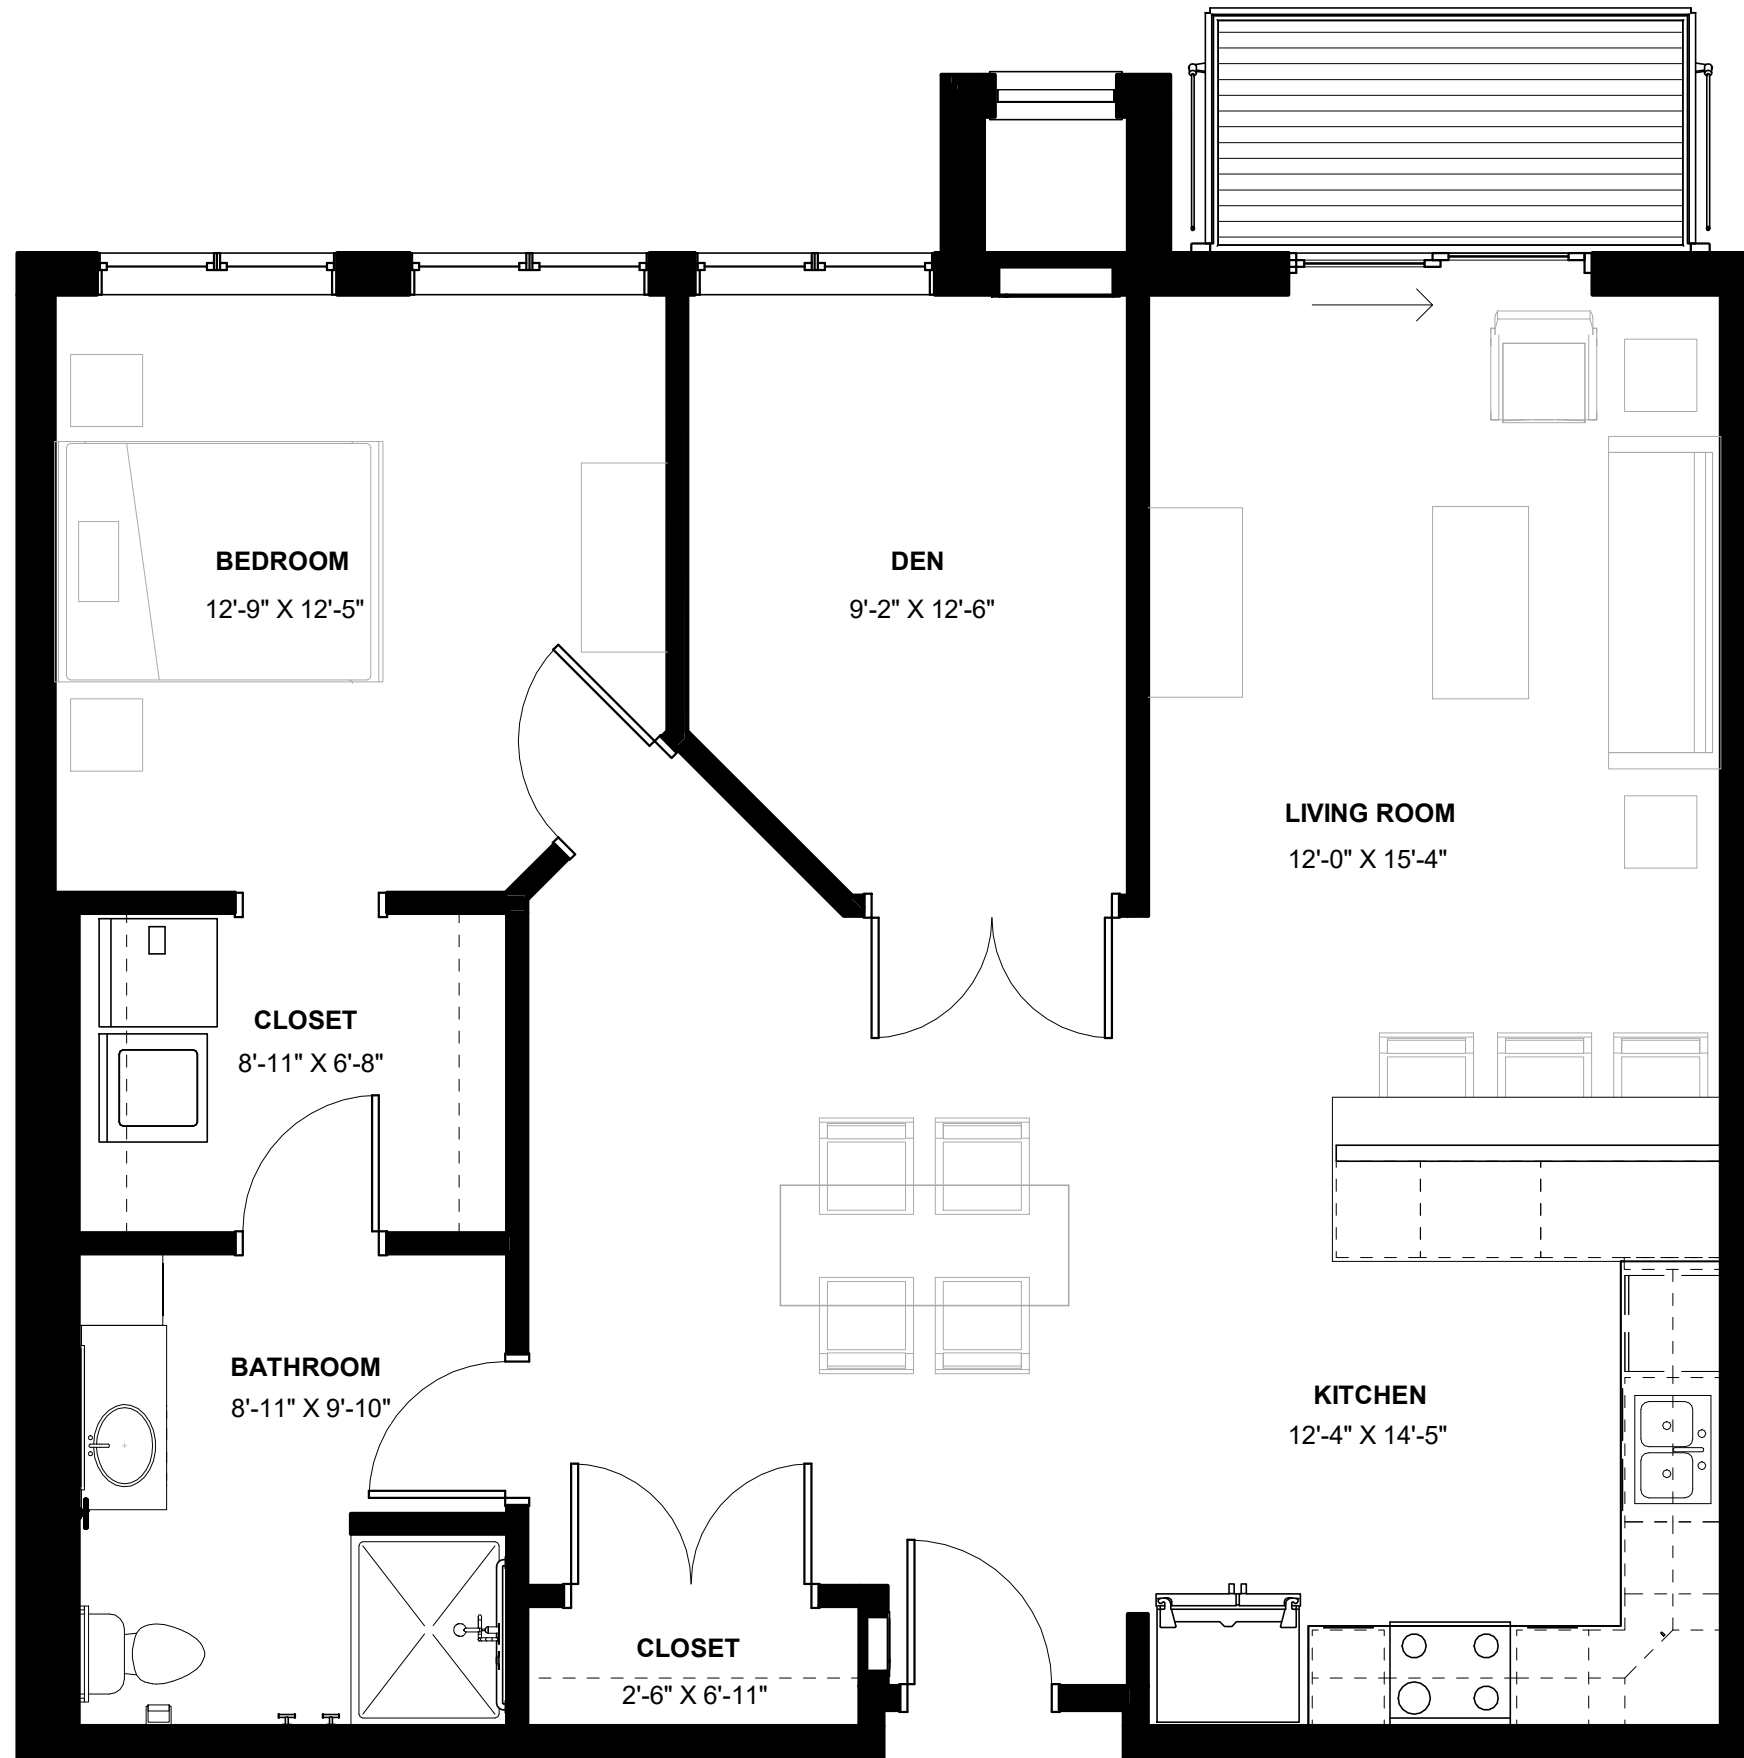 BEDROOM
12'-9" X 12'-5"
DEN
9'-2" X 12'-6"
LIVING ROOM
12'-0" X 15'-4"
CLOSET
8'-11" X 6'-8"
BATHROOM
8'-11" X 9'-10"
KITCHEN
12'-4" X 14'-5"
CLOSET
2'-6" X 6'-11"